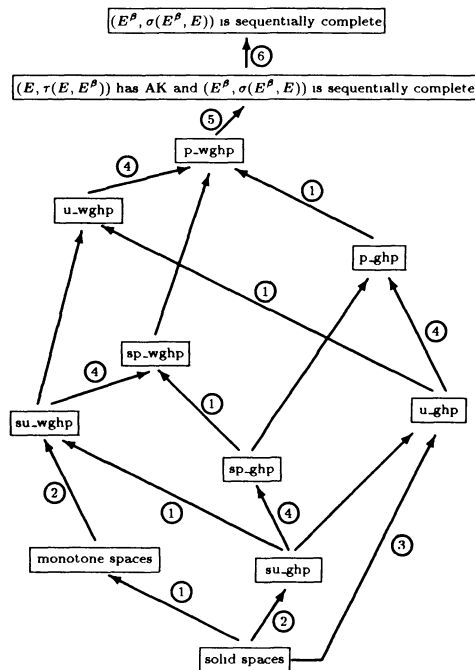 (E^β, σ(E^β, E)) is sequentially complete
⑥
(E, τ(E, E^β)) has AK and (E^β, σ(E^β, E)) is sequentially complete
⑤
p_wghp
④
①
u_wghp
p_ghp
①
④
sp_wghp
④
①
su_wghp
u_ghp
sp_ghp
②
①
④
③
monotone spaces
su_ghp
①
②
solid spaces